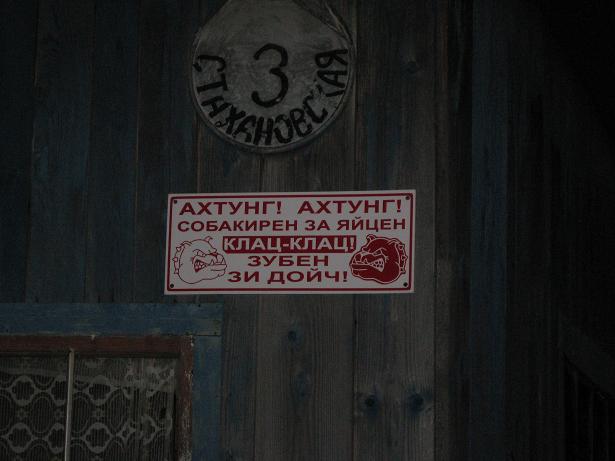 3
СТАХАНОВСКАЯ
АХТУНГ! АХТУНГ!
СОБАКИРЕН ЗА ЯЙЦЕН
КЛАЦ-КЛАЦ!
ЗУБЕН
ЗИ ДОЙЧ!